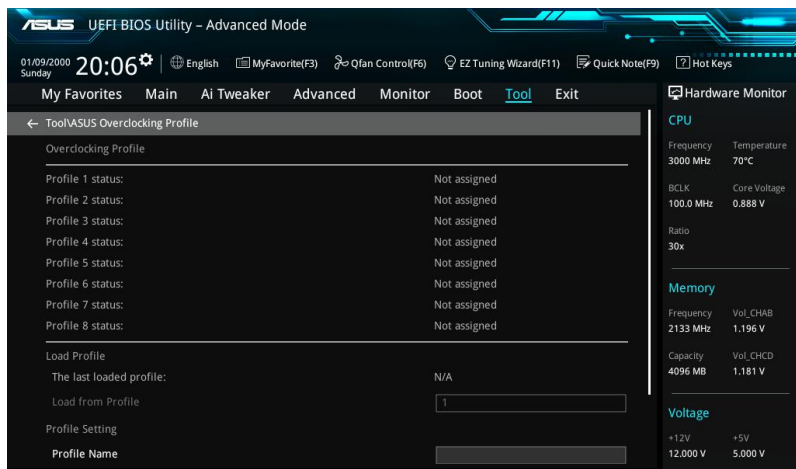 ASUS UEFI BIOS Utility – Advanced Mode
01/09/2000 Sunday 20:06 English MyFavorite(F3) Qfan Control(F6) EZ Tuning Wizard(F11) Quick Note(F9) ? Hot Keys
My Favorites Main Ai Tweaker Advanced Monitor Boot Tool Exit
← Tool\ASUS Overclocking Profile
Overclocking Profile
Profile 1 status: Not assigned
Profile 2 status: Not assigned
Profile 3 status: Not assigned
Profile 4 status: Not assigned
Profile 5 status: Not assigned
Profile 6 status: Not assigned
Profile 7 status: Not assigned
Profile 8 status: Not assigned
Load Profile
The last loaded profile: N/A
Load from Profile 1
Profile Setting
Profile Name
Hardware Monitor
CPU
Frequency Temperature
3000 MHz 70°C
BCLK Core Voltage
100.0 MHz 0.888 V
Ratio
30x
Memory
Frequency Vol_CHAB
2133 MHz 1.196 V
Capacity Vol_CHCD
4096 MB 1.181 V
Voltage
+12V +5V
12.000 V 5.000 V